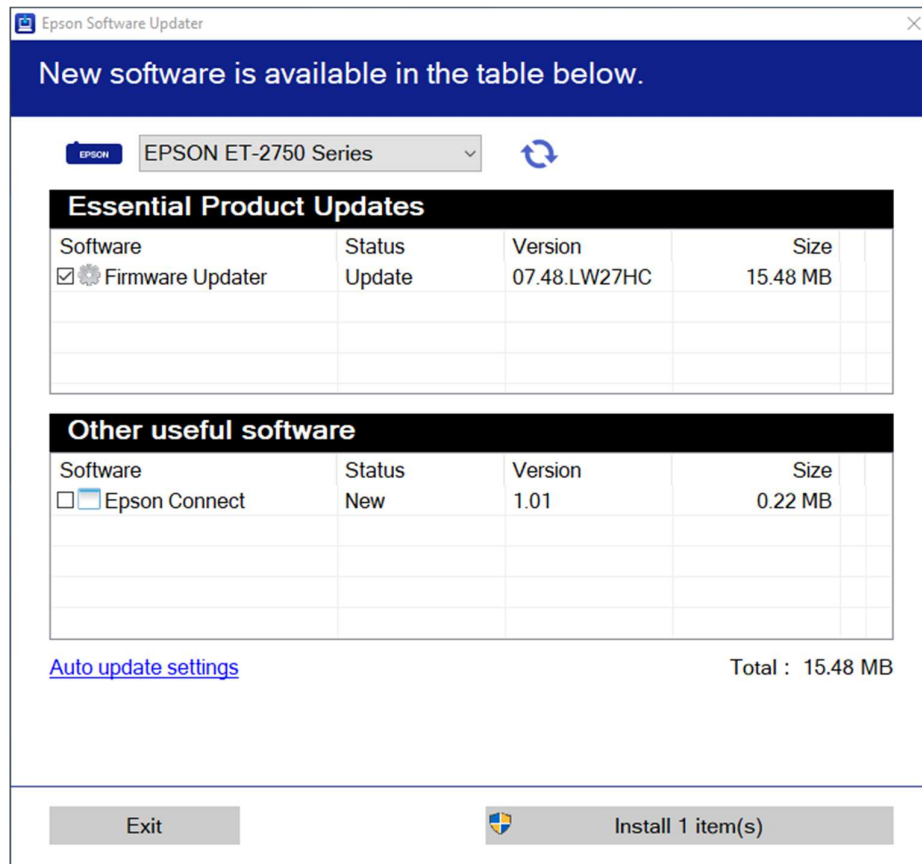 Epson Software Updater
New software is available in the table below.
EPSON EPSON ET-2750 Series
Essential Product Updates
Software Status Version Size
Firmware Updater Update 07.48.LW27HC 15.48 MB
Other useful software
Software Status Version Size
Epson Connect New 1.01 0.22 MB
Auto update settings Total : 15.48 MB
Exit Install 1 item(s)